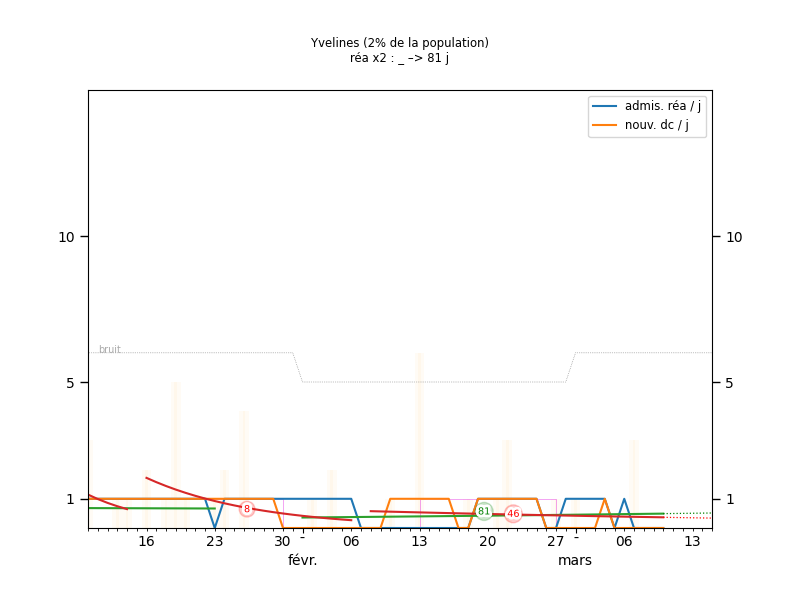 Yvelines (2% de la population)
réa x2 : _ –> 81 j
admis. réa / j
nouv. dc / j
10 10
bruit
5 5
1 1
8 81 46
16 23 30 - 06 13 20 27 - 06 13
févr. mars